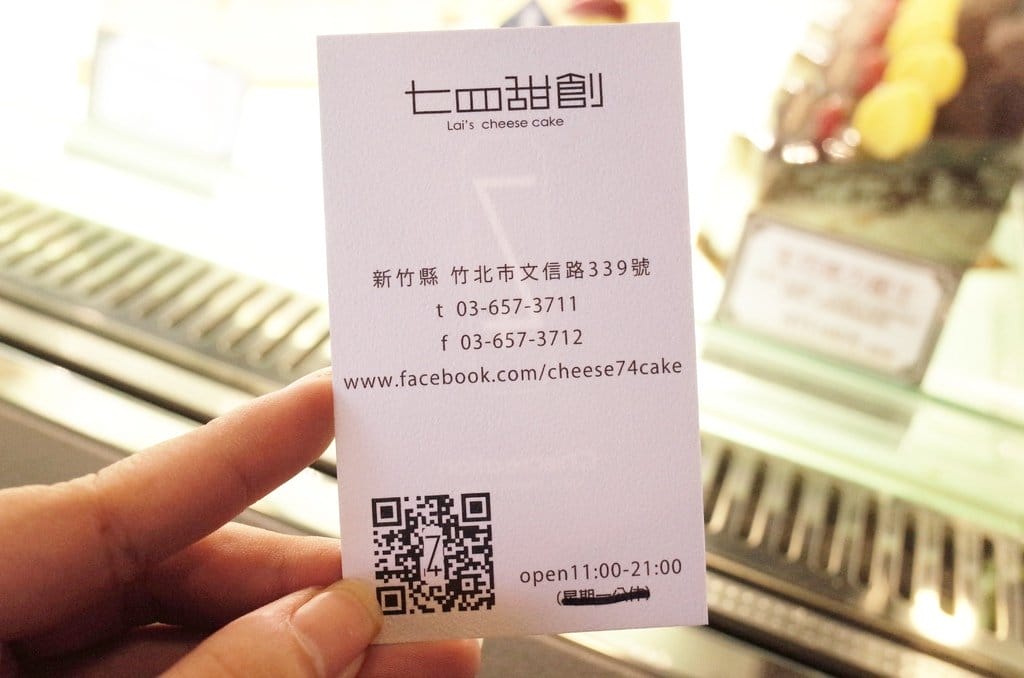 七四甜創
Lai's cheese cake
新竹縣 竹北市文信路339號
t 03-657-3711
f 03-657-3712
www.facebook.com/cheese74cake
74
open11:00-21:00